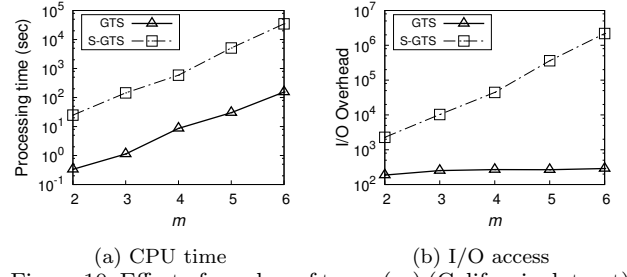 Processing time (sec)
10^5
10^4
10^3
10^2
10^1
10^0
10^-1
GTS
S-GTS
2 3 4 5 6
m
(a) CPU time
I/O Overhead
10^7
10^6
10^5
10^4
10^3
10^2
GTS
S-GTS
2 3 4 5 6
m
(b) I/O access
Figure Effect of number of (California dataset)